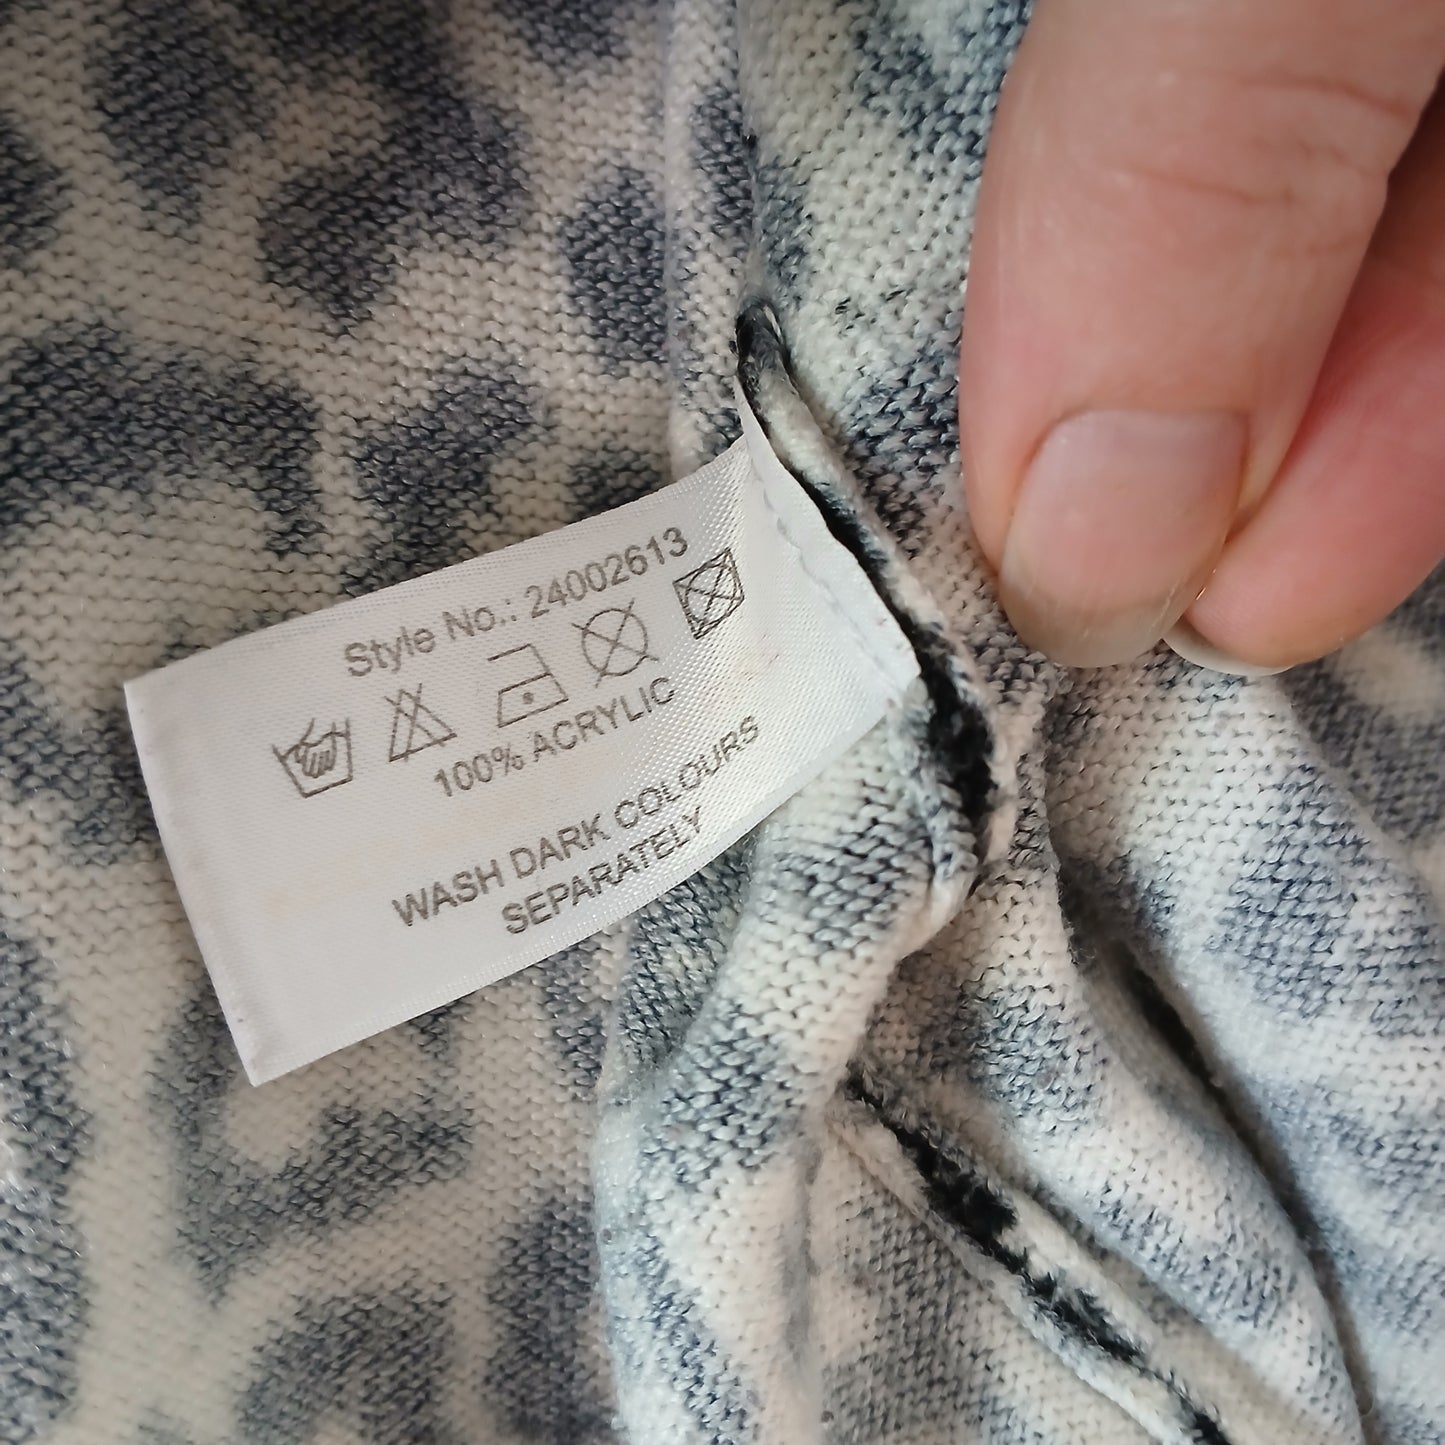 Style No.: 24002613
100% ACRYLIC
WASH DARK COLOURS
SEPARATELY